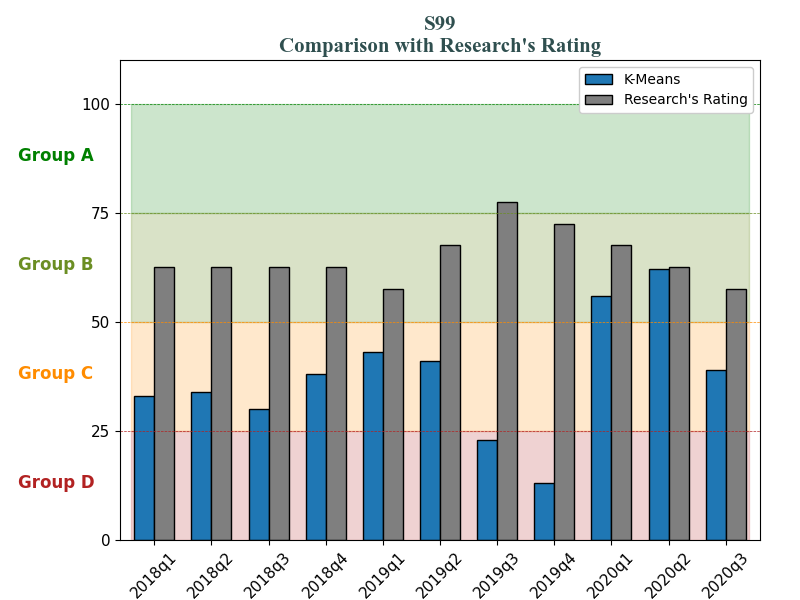 S99
Comparison with Research's Rating
K-Means
Research's Rating
100
Group A
75
Group B
50
Group C
25
Group D
0
2018q1 2018q2 2018q3 2018q4 2019q1 2019q2 2019q3 2019q4 2020q1 2020q2 2020q3